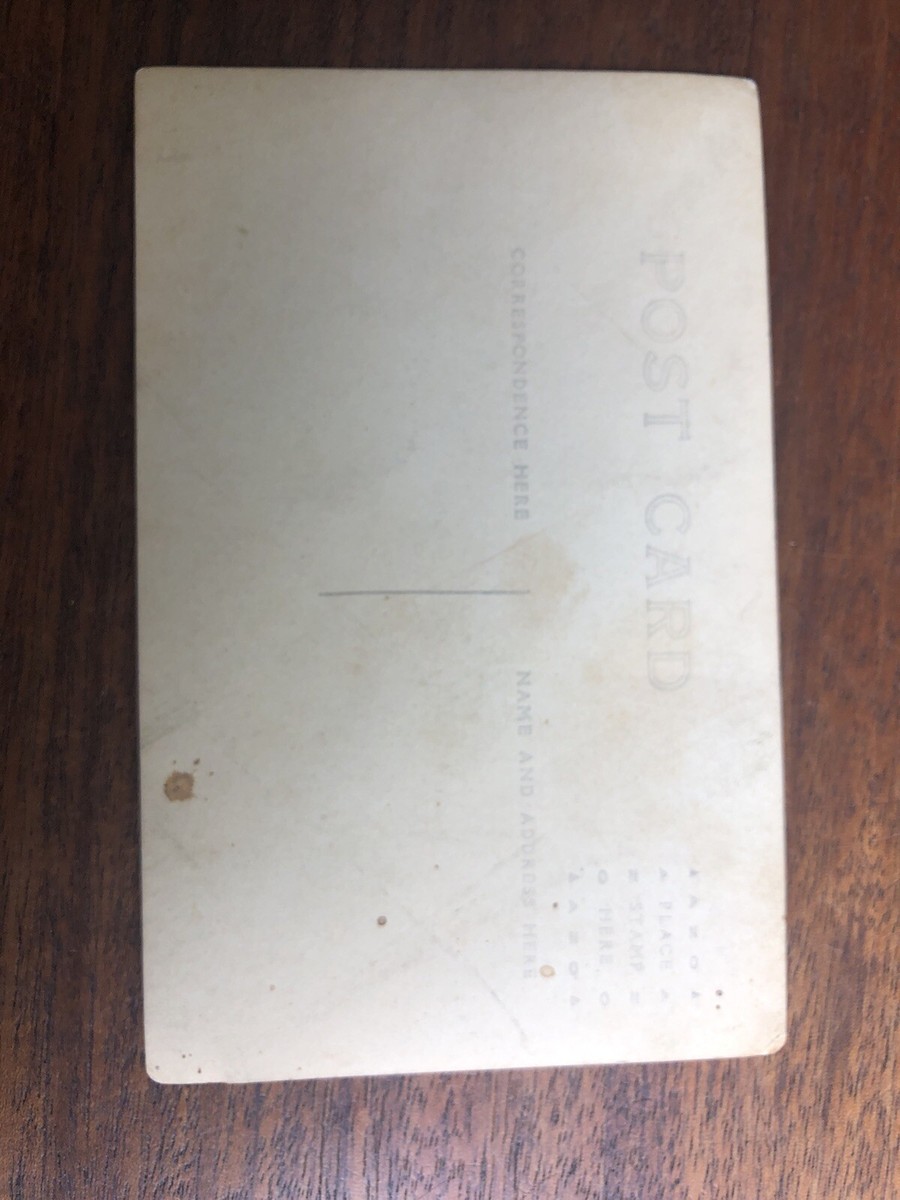 POST CARD
CORRESPONDENCE HERE
NAME AND ADDRESS HERE
▲ A Z O ▲
A PLACE A
Z STAMP Z
O HERE O
▲ A Z O ▲